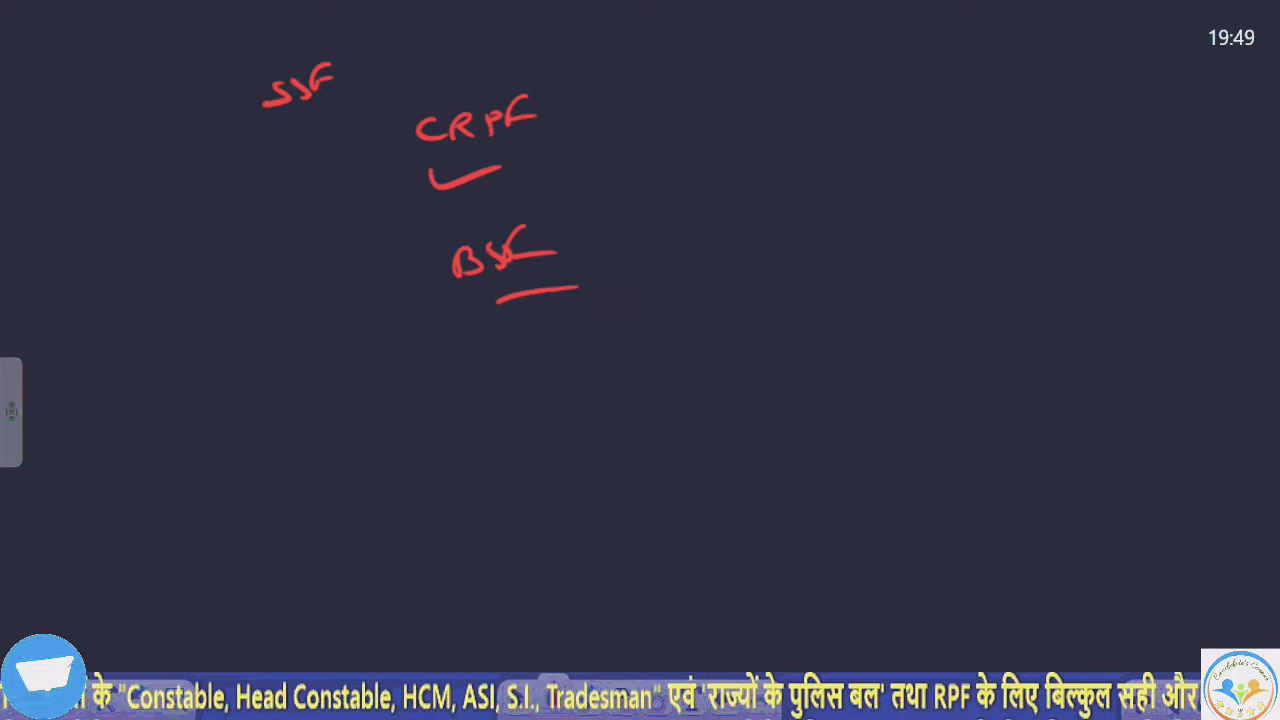 19:49
SSF
CRPF
BSF
के "Constable, Head Constable, HCM, ASI, S.I., Tradesman" एवं 'राज्यों के पुलिस बल' तथा RPF के लिए बिल्कुल सही और